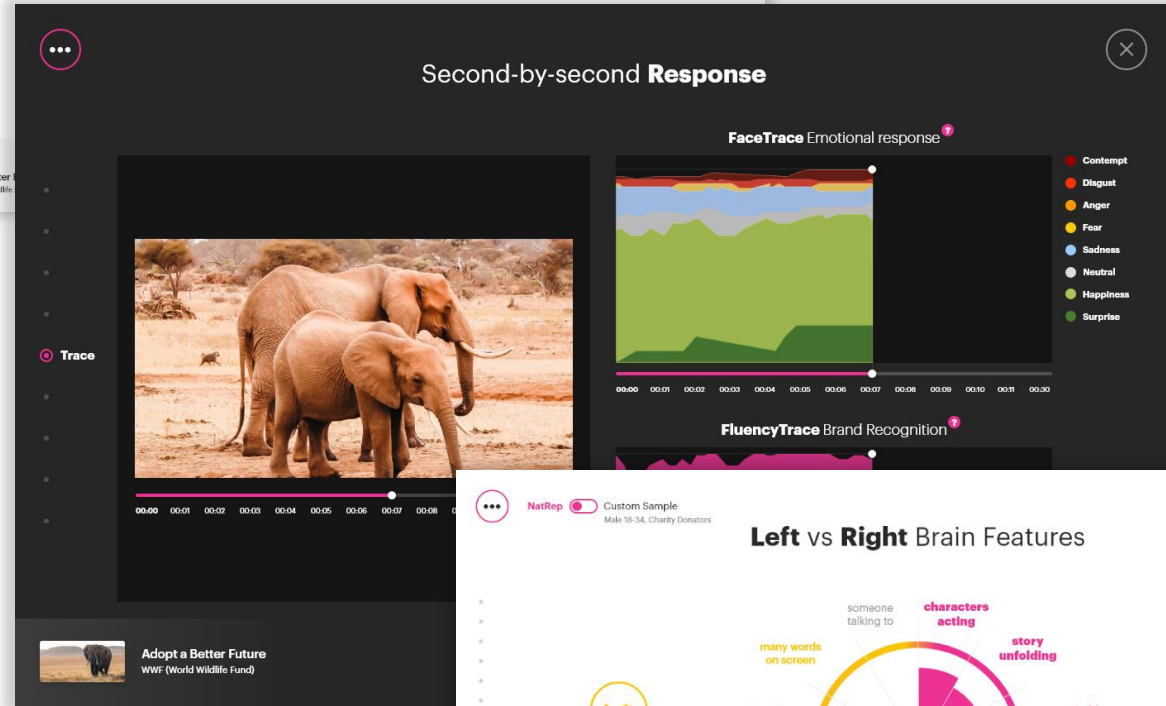 Second-by-second Response
FaceTrace Emotional response ?
Contempt
Disgust
Anger
Fear
Sadness
Neutral
Happiness
Surprise
Trace
00:00 00:01 00:02 00:03 00:04 00:05 00:06 00:07 00:08 00:09 00:10 00:11 00:30
FluencyTrace Brand Recognition ?
00:00 00:01 00:02 00:03 00:04 00:05 00:06 00:07 00:08
NatRep Custom Sample
Male 18-34, Charity Donators
Left vs Right Brain Features
someone
talking to
characters
acting
many words
on screen
story
unfolding
Adopt a Better Future
WWF (World Wildlife Fund)